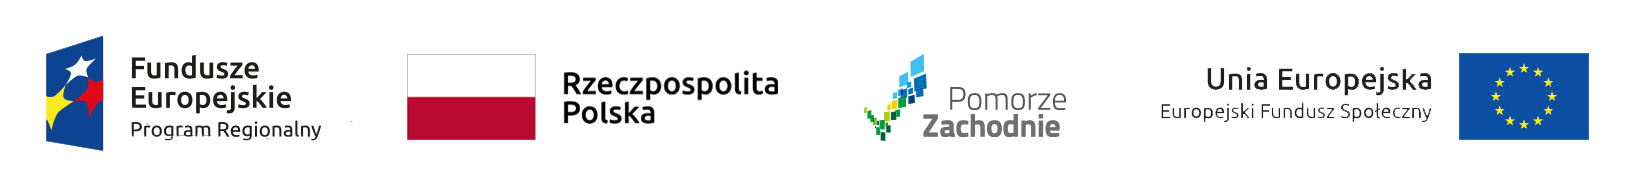 Fundusze
Europejskie
Program Regionalny
Rzeczpospolita
Polska
Pomorze
Zachodnie
Unia Europejska
Europejski Fundusz Społeczny